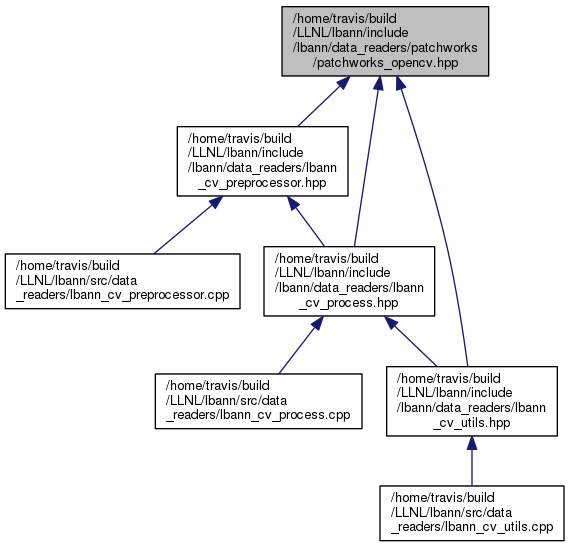 /home/travis/build
/LLNL/lbann/include
/lbann/data_readers/patchworks
/patchworks_opencv.hpp
/home/travis/build
/LLNL/lbann/include
/lbann/data_readers/lbann
_cv_preprocessor.hpp
/home/travis/build
/LLNL/lbann/src/data
_readers/lbann_cv_preprocessor.cpp
/home/travis/build
/LLNL/lbann/include
/lbann/data_readers/lbann
_cv_process.hpp
/home/travis/build
/LLNL/lbann/src/data
_readers/lbann_cv_process.cpp
/home/travis/build
/LLNL/lbann/include
/lbann/data_readers/lbann
_cv_utils.hpp
/home/travis/build
/LLNL/lbann/src/data
_readers/lbann_cv_utils.cpp